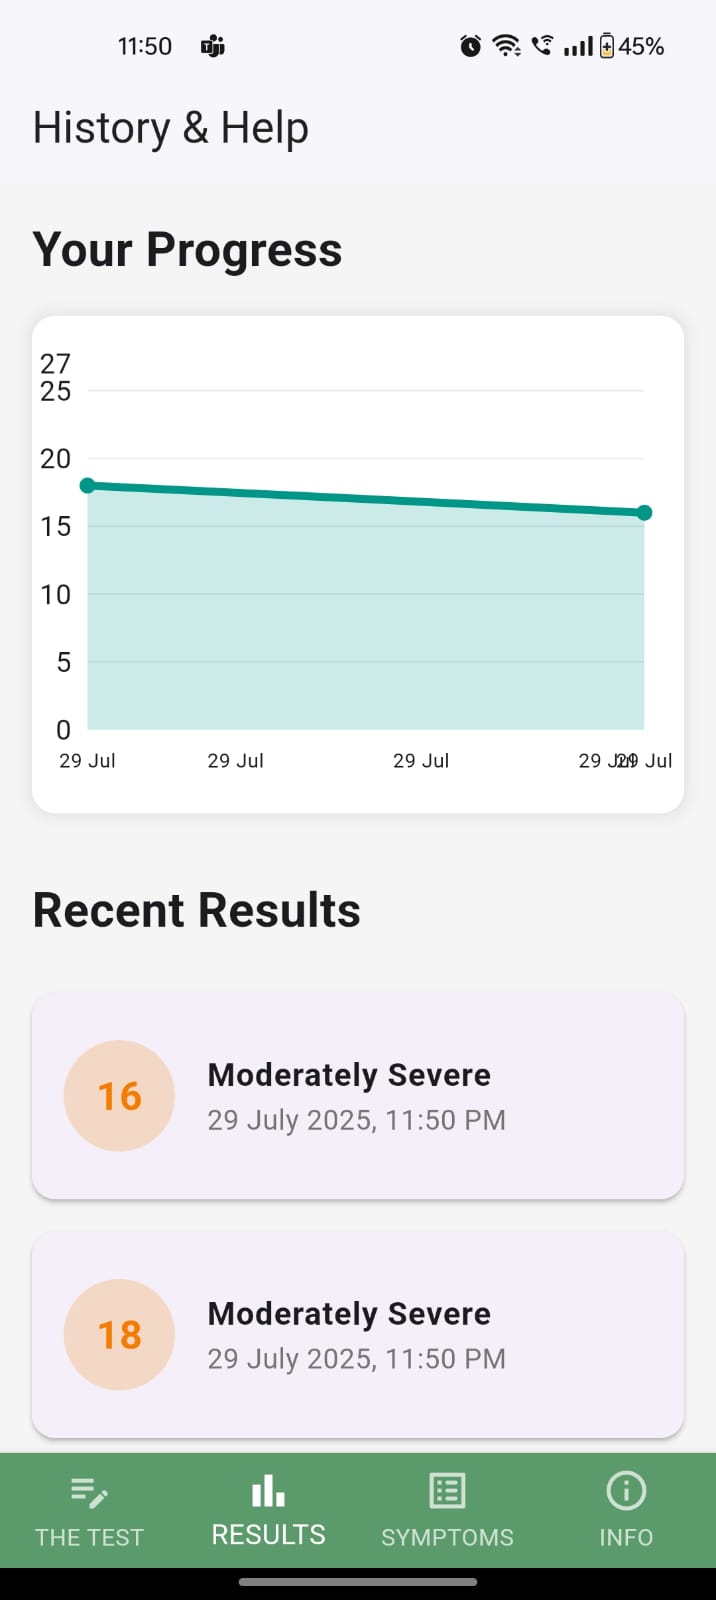 11:50
45%
History & Help
Your Progress
27
25
20
15
10
5
0
29 Jul 29 Jul 29 Jul 29 Jul 29 Jul
Recent Results
16
Moderately Severe
29 July 2025, 11:50 PM
18
Moderately Severe
29 July 2025, 11:50 PM
THE TEST RESULTS SYMPTOMS INFO